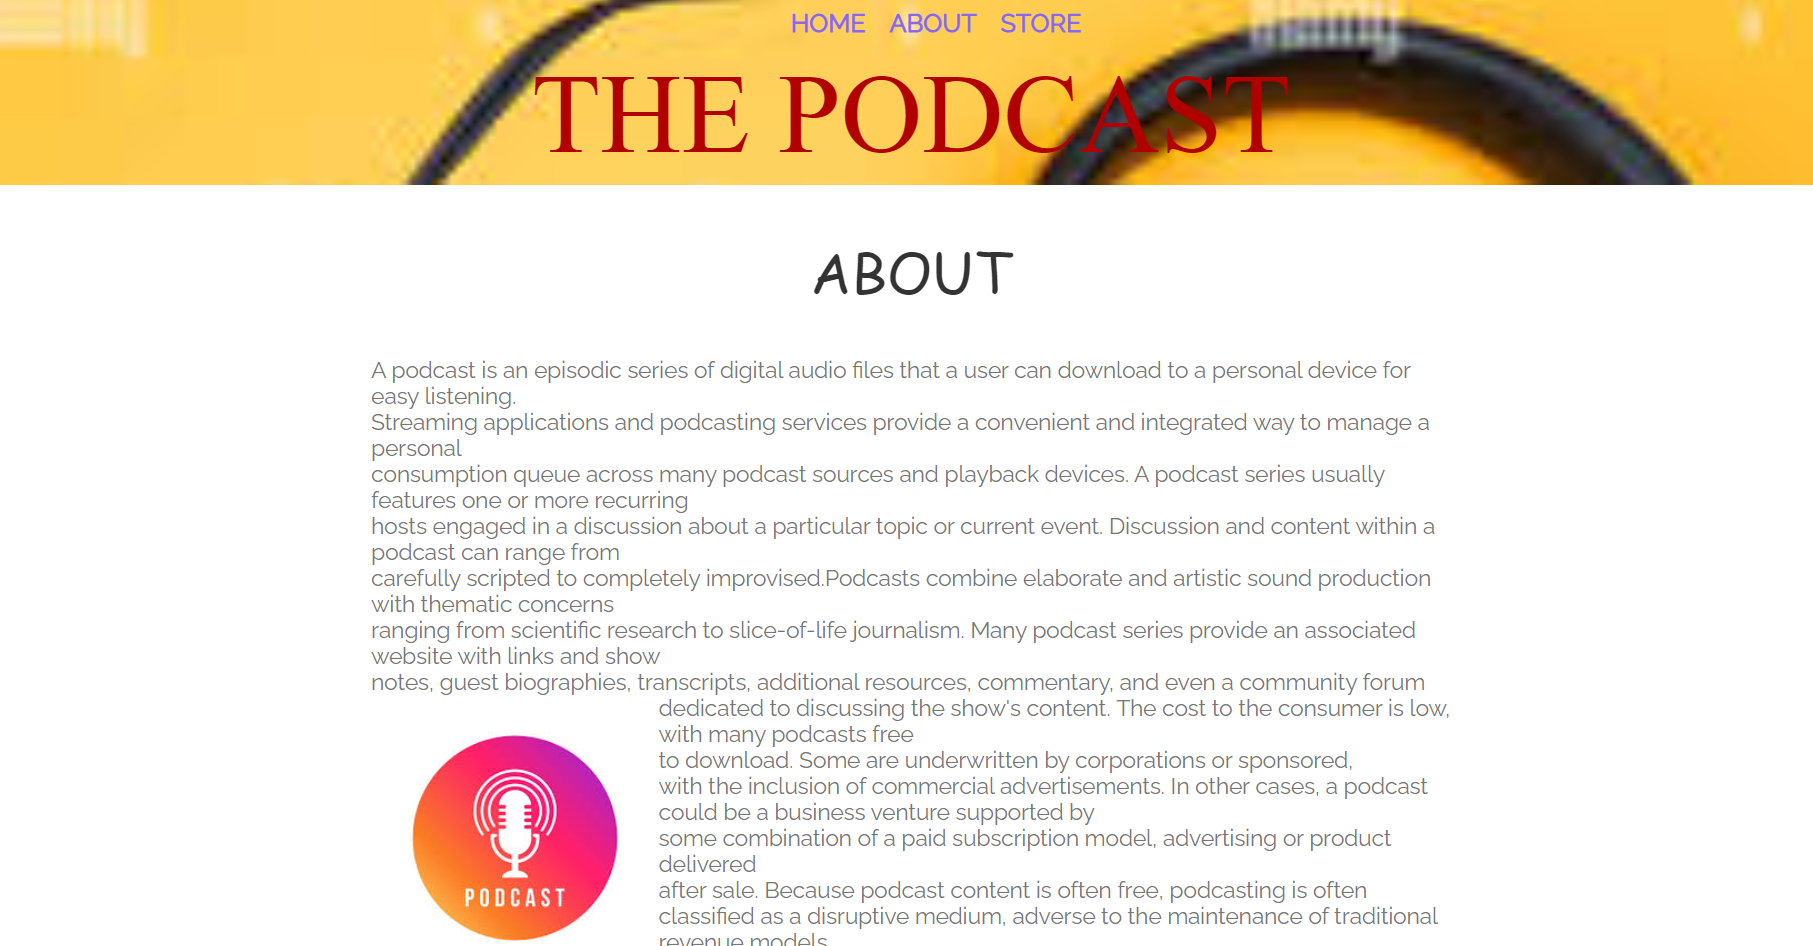 HOME ABOUT STORE
THE PODCAST
ABOUT
A podcast is an episodic series of digital audio files that a user can download to a personal device for
easy listening.
Streaming applications and podcasting services provide a convenient and integrated way to manage a
personal
consumption queue across many podcast sources and playback devices. A podcast series usually
features one or more recurring
hosts engaged in a discussion about a particular topic or current event. Discussion and content within a
podcast can range from
carefully scripted to completely improvised.Podcasts combine elaborate and artistic sound production
with thematic concerns
ranging from scientific research to slice-of-life journalism. Many podcast series provide an associated
website with links and show
notes, guest biographies, transcripts, additional resources, commentary, and even a community forum
dedicated to discussing the show's content. The cost to the consumer is low,
with many podcasts free
to download. Some are underwritten by corporations or sponsored,
with the inclusion of commercial advertisements. In other cases, a podcast
could be a business venture supported by
some combination of a paid subscription model, advertising or product
delivered
after sale. Because podcast content is often free, podcasting is often
classified as a disruptive medium, adverse to the maintenance of traditional
revenue models
PODCAST